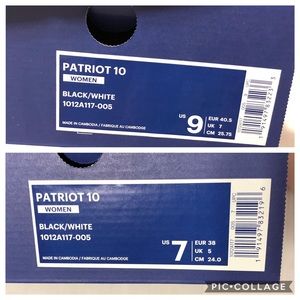 PATRIOT 10
WOMEN
BLACK/WHITE
1012A117-005
MADE IN CAMBODIA / FABRIQUE AU CAMBODGE
US 9
EUR 40.5
UK 7
CM 25.75
PATRIOT 10
WOMEN
BLACK/WHITE
1012A117-005
MADE IN CAMBODIA / FABRIQUE AU CAMBODGE
US 7
EUR 38
UK 5
CM 24.0
PIC•COLLAGE